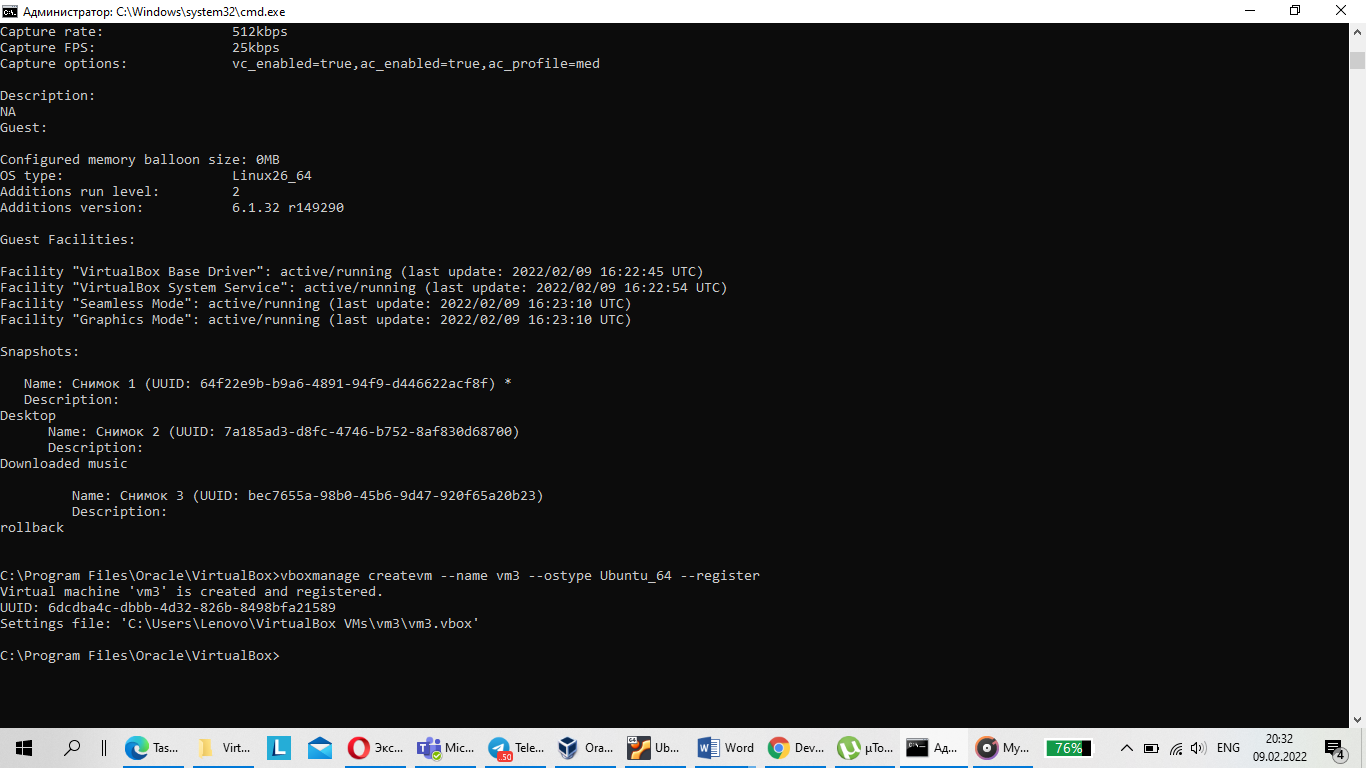 Администратор: C:\Windows\system32\cmd.exe
Capture rate: 512kbps
Capture FPS: 25kbps
Capture options: vc_enabled=true,ac_enabled=true,ac_profile=med
Description:
NA
Guest:
Configured memory balloon size: 0MB
OS type: Linux26_64
Additions run level: 2
Additions version: 6.1.32 r149290
Guest Facilities:
Facility "VirtualBox Base Driver": active/running (last update: 2022/02/09 16:22:45 UTC)
Facility "VirtualBox System Service": active/running (last update: 2022/02/09 16:22:54 UTC)
Facility "Seamless Mode": active/running (last update: 2022/02/09 16:23:10 UTC)
Facility "Graphics Mode": active/running (last update: 2022/02/09 16:23:10 UTC)
Snapshots:
Name: Снимок 1 (UUID: 64f22e9b-b9a6-4891-94f9-d446622acf8f) *
Description:
Desktop
Name: Снимок 2 (UUID: 7a185ad3-d8fc-4746-b752-8af830d68700)
Description:
Downloaded music
Name: Снимок 3 (UUID: bec7655a-98b0-45b6-9d47-920f65a20b23)
Description:
rollback
C:\Program Files\Oracle\VirtualBox>vboxmanage createvm --name vm3 --ostype Ubuntu_64 --register
Virtual machine 'vm3' is created and registered.
UUID: 6dcdba4c-dbbb-4d32-826b-8498bfa21589
Settings file: 'C:\Users\Lenovo\VirtualBox VMs\vm3\vm3.vbox'
C:\Program Files\Oracle\VirtualBox>
Tas... Virt... L Экс... Mic... .50 Tele... Ora... 64 Ub... Word Dev... µTo... Ад... My... 76% ENG 20:32 4
09.02.2022